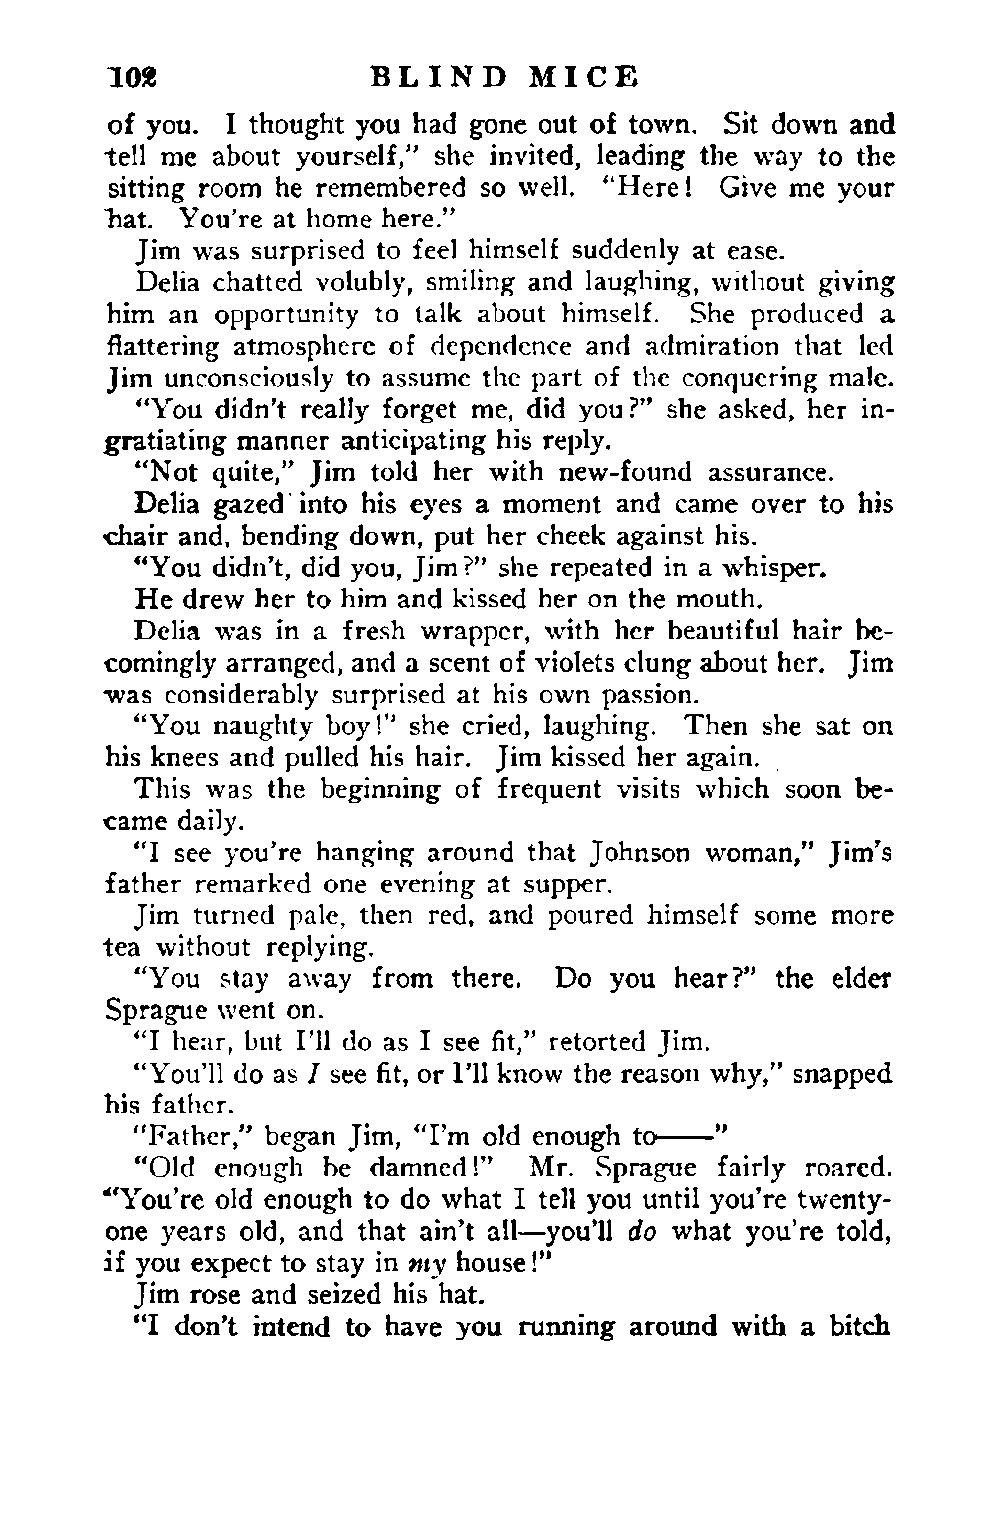 102 BLIND MICE
of you. I thought you had gone out of town. Sit down and
tell me about yourself,” she invited, leading the way to the
sitting room he remembered so well. “Here! Give me your
hat. You’re at home here.”
Jim was surprised to feel himself suddenly at ease.
Delia chatted volubly, smiling and laughing, without giving
him an opportunity to talk about himself. She produced a
flattering atmosphere of dependence and admiration that led
Jim unconsciously to assume the part of the conquering male.
“You didn’t really forget me, did you?” she asked, her in-
gratiating manner anticipating his reply.
“Not quite,” Jim told her with new-found assurance.
Delia gazed into his eyes a moment and came over to his
chair and, bending down, put her cheek against his.
“You didn’t, did you, Jim?” she repeated in a whisper.
He drew her to him and kissed her on the mouth.
Delia was in a fresh wrapper, with her beautiful hair be-
comingly arranged, and a scent of violets clung about her. Jim
was considerably surprised at his own passion.
“You naughty boy!” she cried, laughing. Then she sat on
his knees and pulled his hair. Jim kissed her again.
This was the beginning of frequent visits which soon be-
came daily.
“I see you’re hanging around that Johnson woman,” Jim’s
father remarked one evening at supper.
Jim turned pale, then red, and poured himself some more
tea without replying.
“You stay away from there. Do you hear?” the elder
Sprague went on.
“I hear, but I’ll do as I see fit,” retorted Jim.
“You’ll do as I see fit, or I’ll know the reason why,” snapped
his father.
“Father,” began Jim, “I’m old enough to——”
“Old enough be damned!” Mr. Sprague fairly roared.
“You’re old enough to do what I tell you until you’re twenty-
one years old, and that ain’t all—you’ll do what you’re told,
if you expect to stay in my house!”
Jim rose and seized his hat.
“I don’t intend to have you running around with a bitch